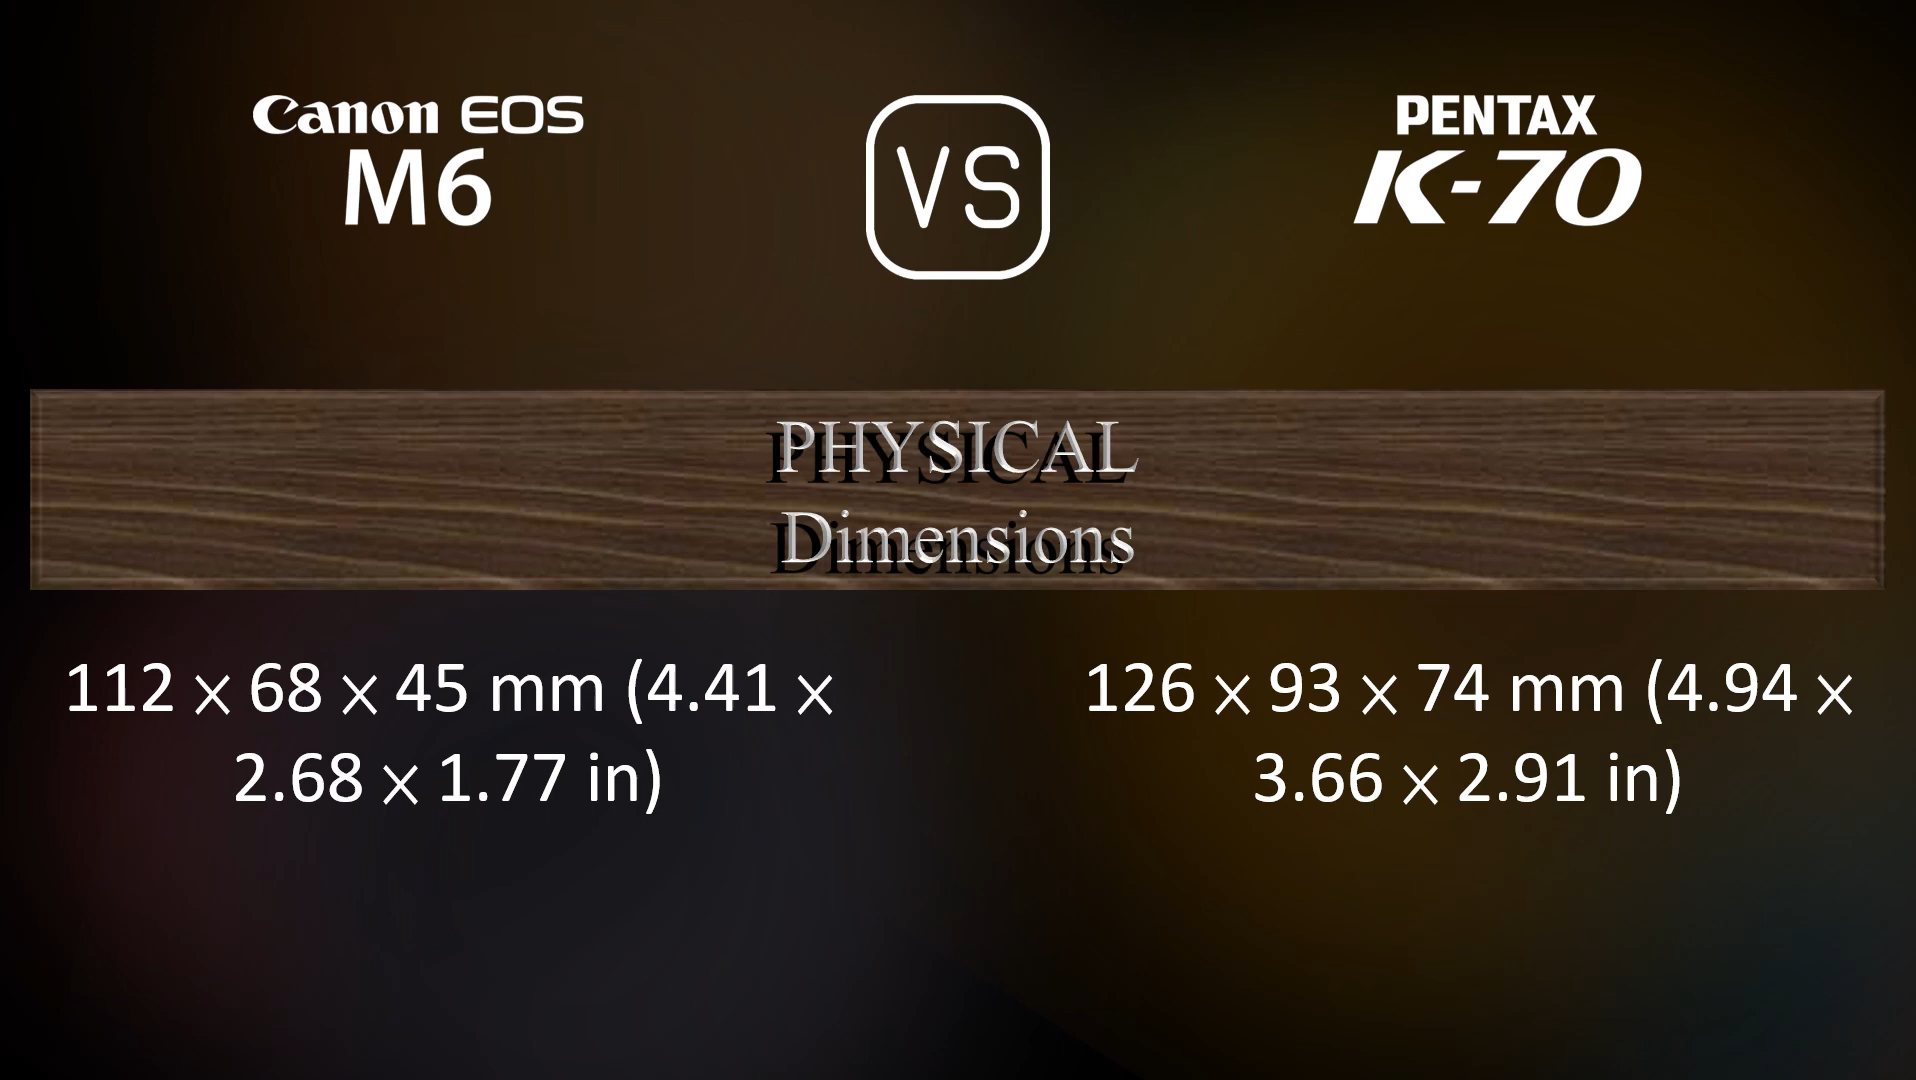 Canon EOS
M6
VS
PENTAX
K-70
PHYSICAL
Dimensions
112 x 68 x 45 mm (4.41 x
2.68 x 1.77 in)
126 x 93 x 74 mm (4.94 x
3.66 x 2.91 in)